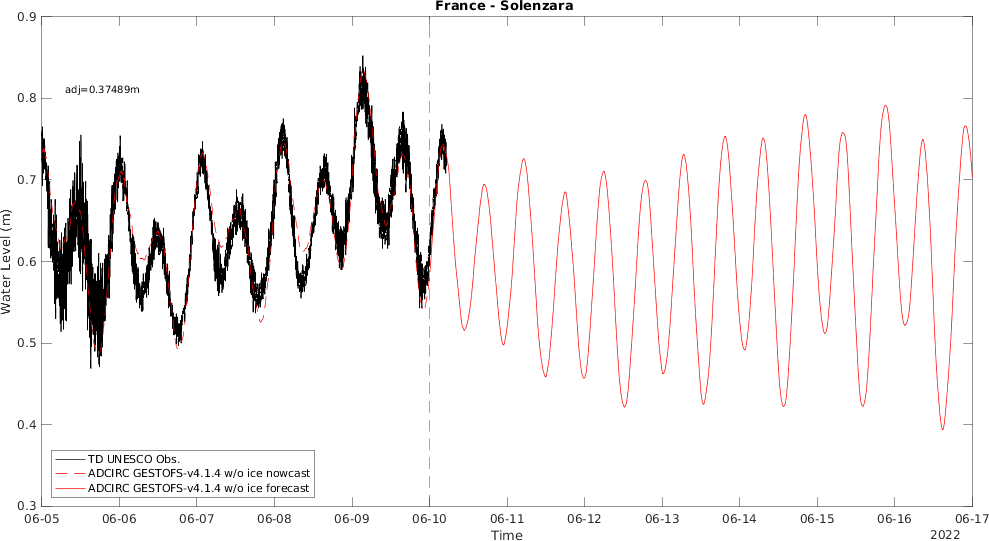 France - Solenzara
adj=0.37489m
Water Level (m)
0.9
0.8
0.7
0.6
0.5
0.4
0.3
TD UNESCO Obs.
ADCIRC GESTOFS-v4.1.4 w/o ice nowcast
ADCIRC GESTOFS-v4.1.4 w/o ice forecast
06-05 06-06 06-07 06-08 06-09 06-10 06-11 06-12 06-13 06-14 06-15 06-16 06-17
Time
2022